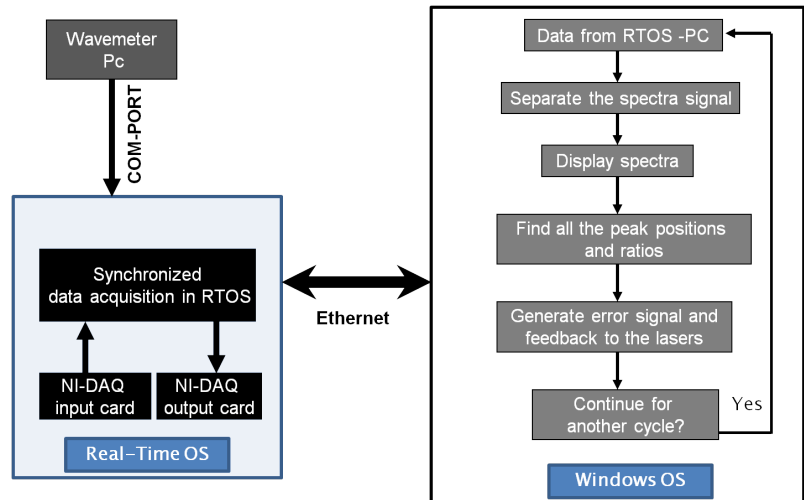 Wavemeter
Pc
COM-PORT
Synchronized
data acquisition in RTOS
NI-DAQ
input card
NI-DAQ
output card
Real-Time OS
Ethernet
Data from RTOS -PC
Separate the spectra signal
Display spectra
Find all the peak positions
and ratios
Generate error signal and
feedback to the lasers
Continue for
another cycle?
Yes
Windows OS